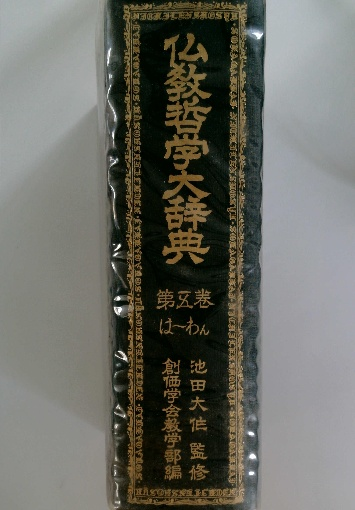 仏教哲学大辞典
第五巻
は～わん
池田大作 監修
創価学会教学部編